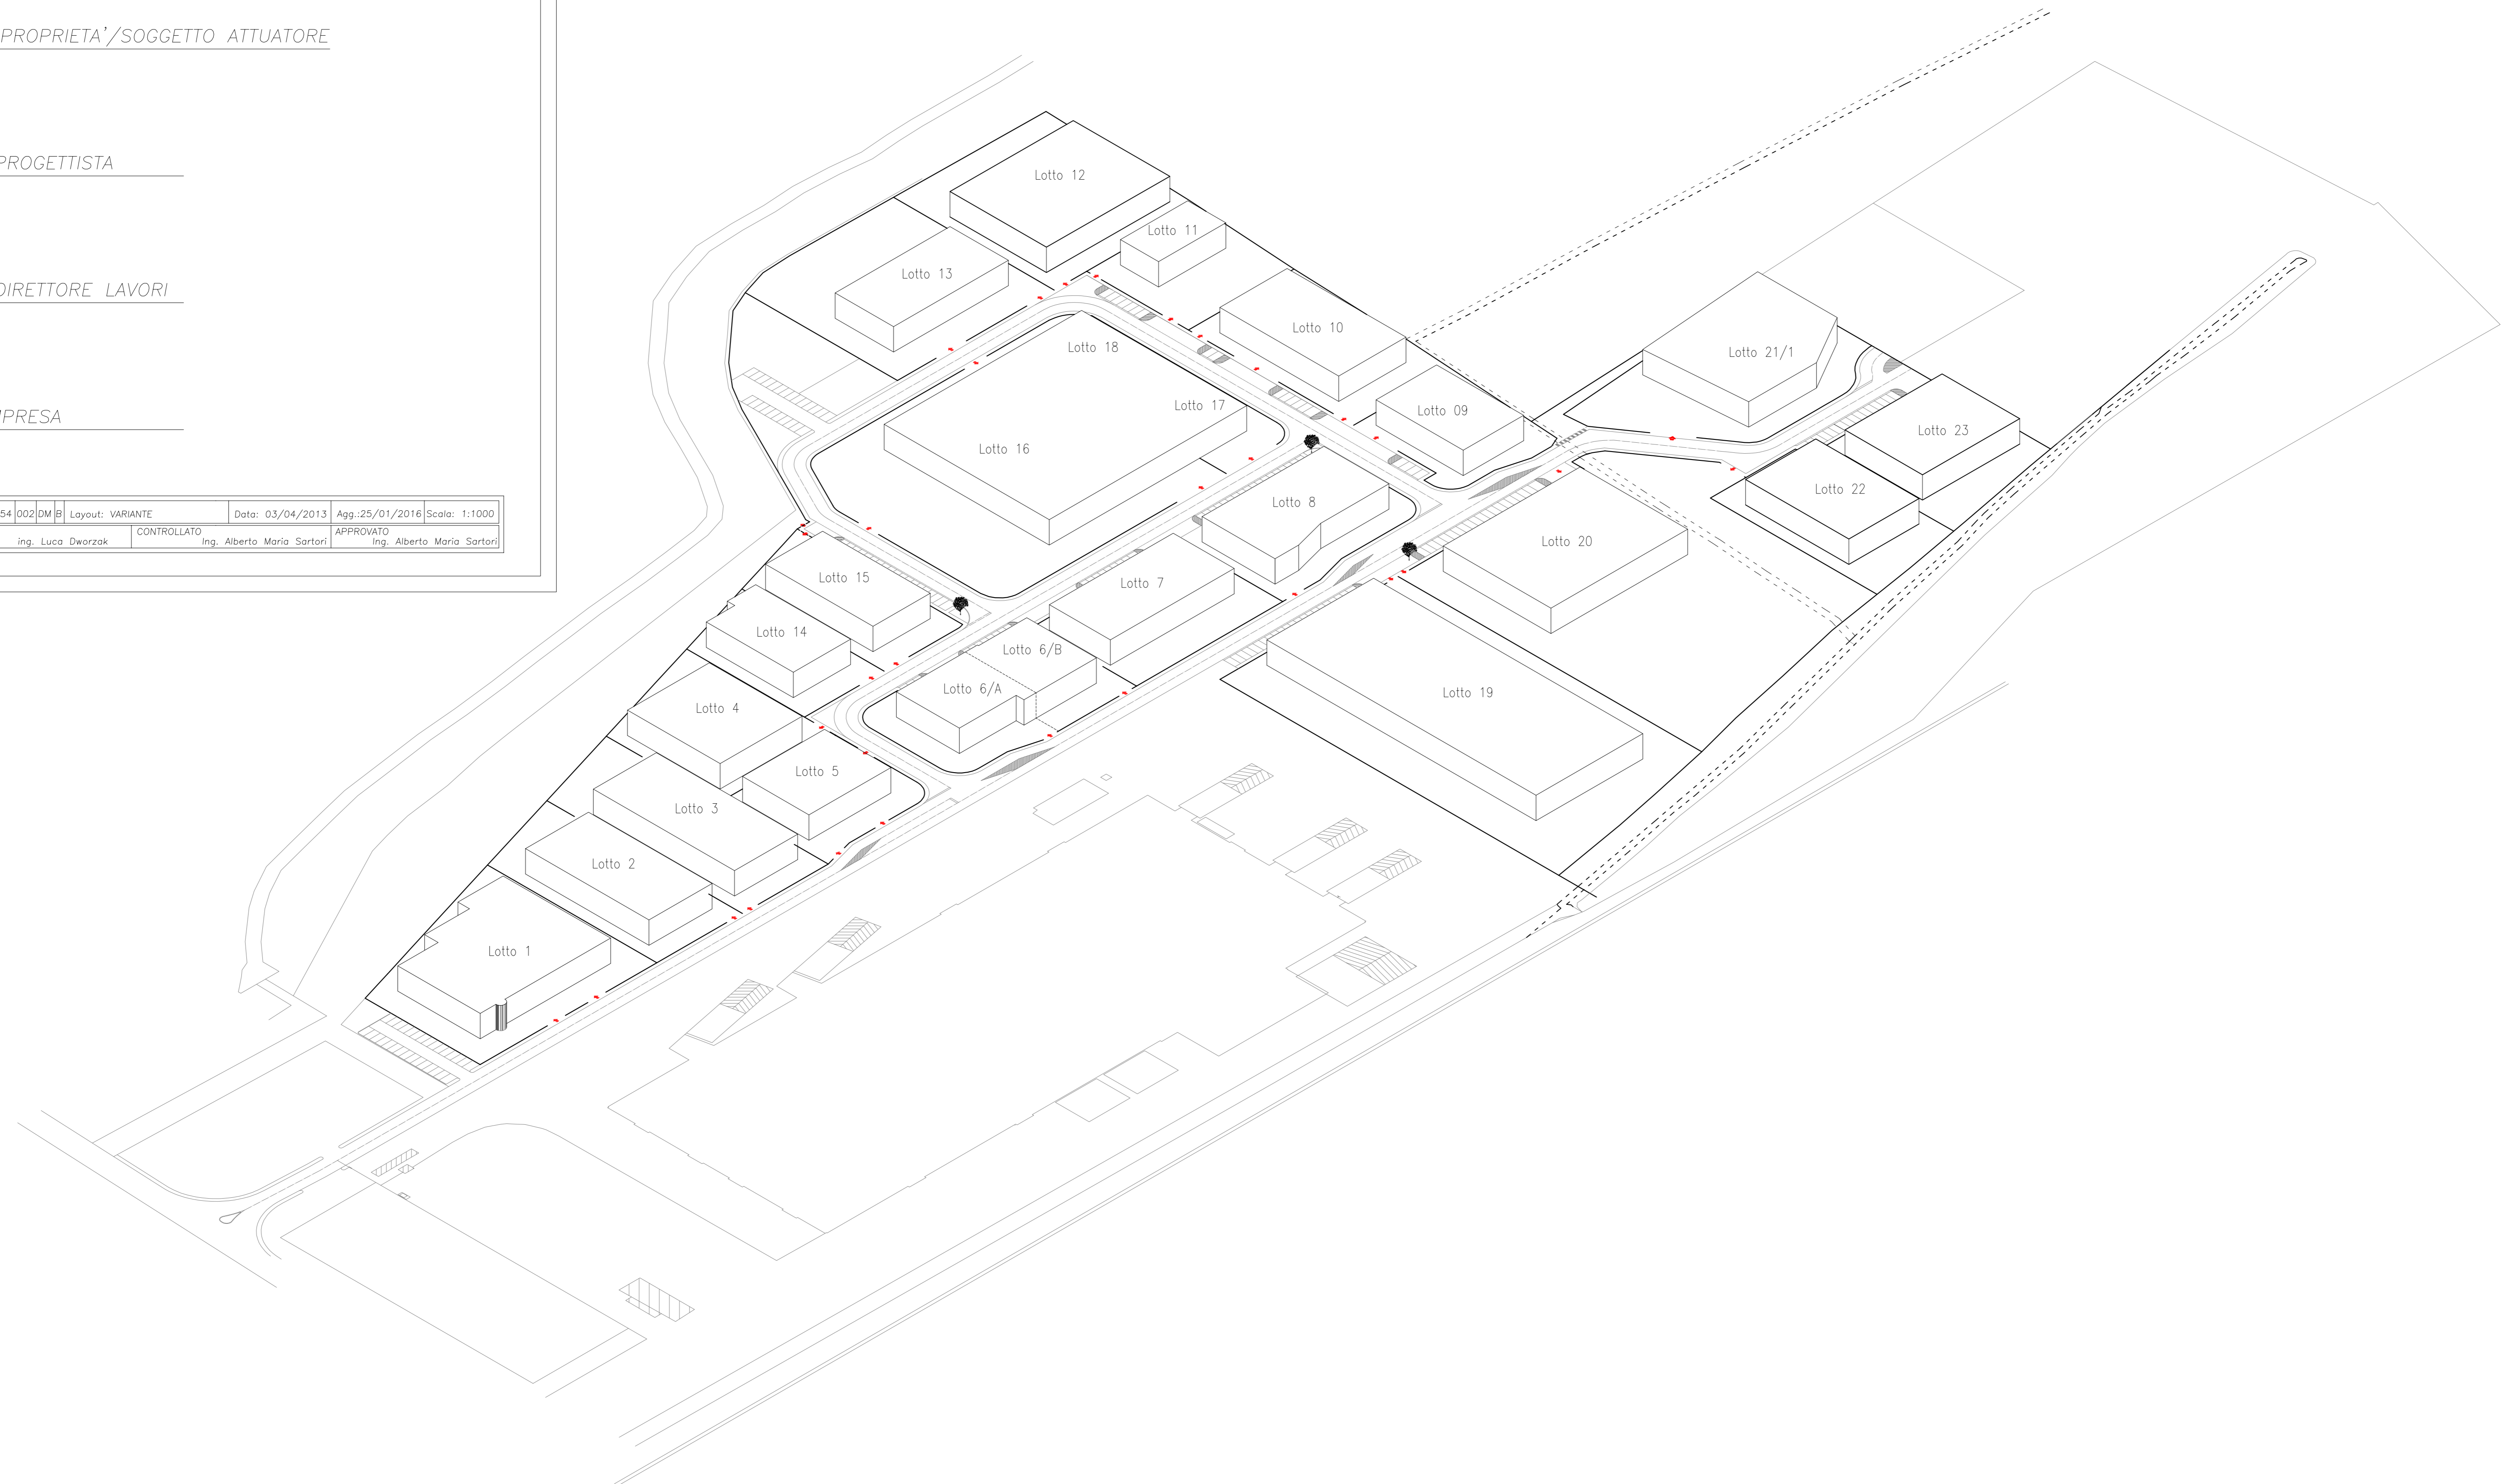 PROPRIETA'/SOGGETTO ATTUATORE
PROGETTISTA
DIRETTORE LAVORI
54 002 DM B Layout: VARIANTE Data: 03/04/2013 Agg.:25/01/2016 Scala: 1:1000
ing. Luca Dworzak CONTROLLATO Ing. Alberto Maria Sartori APPROVATO Ing. Alberto Maria Sartori
Lotto 12
Lotto 11
Lotto 13
Lotto 10
Lotto 18
Lotto 21/1
Lotto 17
Lotto 09
Lotto 23
Lotto 16
Lotto 22
Lotto 8
Lotto 20
Lotto 15
Lotto 7
Lotto 14
Lotto 6/B
Lotto 6/A
Lotto 19
Lotto 4
Lotto 5
Lotto 3
Lotto 2
Lotto 1